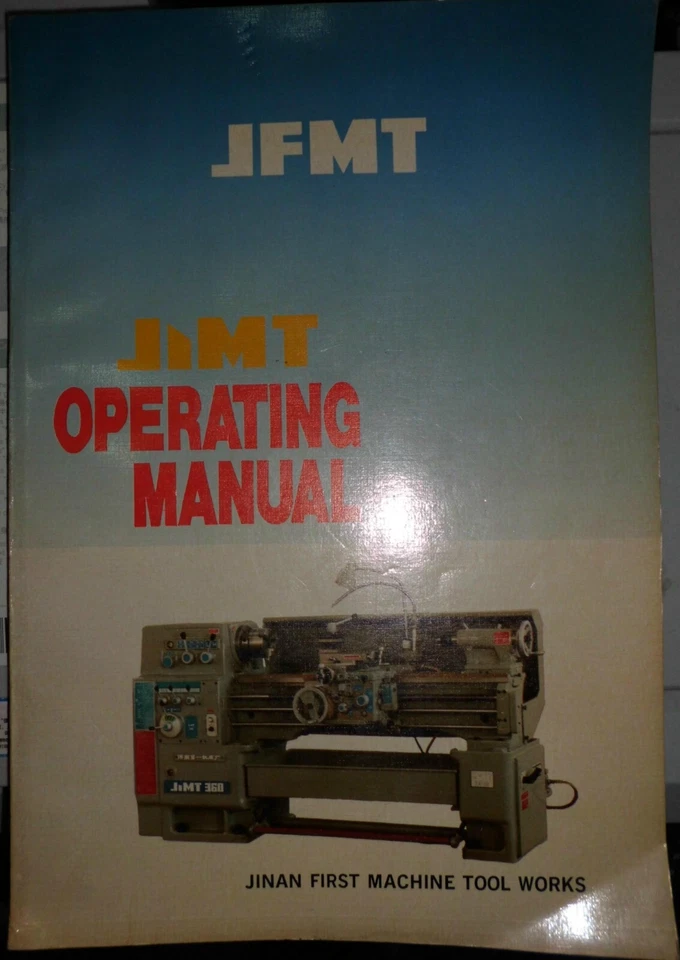 JFMT
JiMT
OPERATING
MANUAL
JiMT 360
JINAN FIRST MACHINE TOOL WORKS